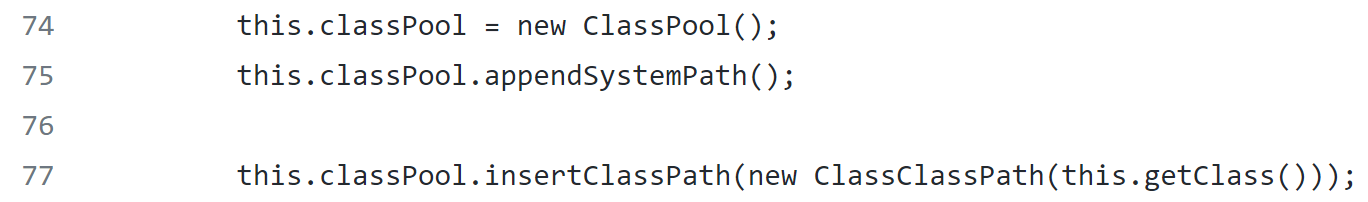 74 this.classPool = new ClassPool();
75 this.classPool.appendSystemPath();
76
77 this.classPool.insertClassPath(new ClassClassPath(this.getClass()));